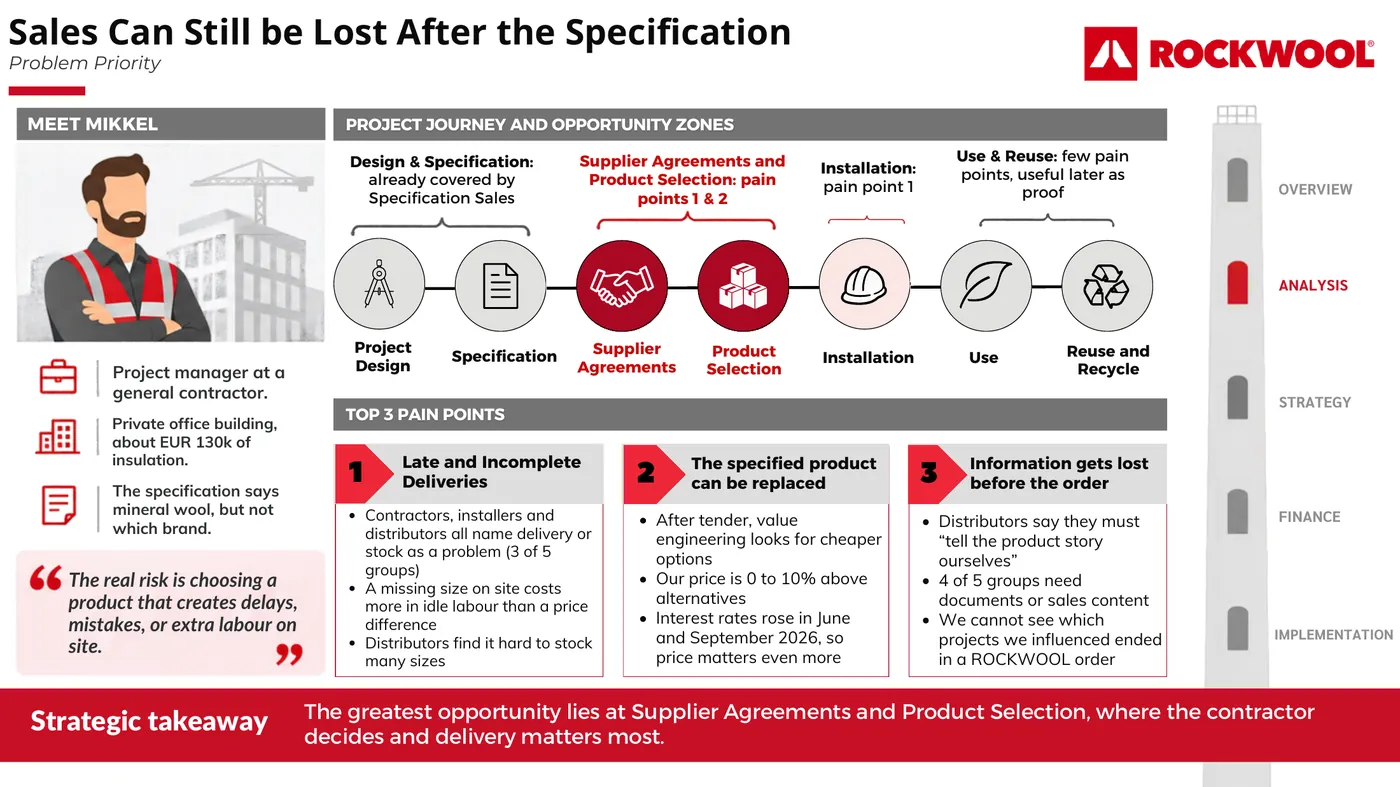 Sales Can Still be Lost After the Specification
Problem Priority
ROCKWOOL®
MEET MIKKEL
Project manager at a
general contractor.
Private office building,
about EUR 130k of
insulation.
The specification says
mineral wool, but not
which brand.
“ The real risk is choosing a
product that creates delays,
mistakes, or extra labour on
site. ”
PROJECT JOURNEY AND OPPORTUNITY ZONES
Design & Specification:
already covered by
Specification Sales
Supplier Agreements and
Product Selection: pain
points 1 & 2
Installation:
pain point 1
Use & Reuse: few pain
points, useful later as
proof
Project
Design
Specification
Supplier
Agreements
Product
Selection
Installation
Use
Reuse and
Recycle
TOP 3 PAIN POINTS
1
Late and Incomplete
Deliveries
• Contractors, installers and
distributors all name delivery or
stock as a problem (3 of 5
groups)
• A missing size on site costs
more in idle labour than a price
difference
• Distributors find it hard to stock
many sizes
2
The specified product
can be replaced
• After tender, value
engineering looks for cheaper
options
• Our price is 0 to 10% above
alternatives
• Interest rates rose in June
and September 2026, so
price matters even more
3
Information gets lost
before the order
• Distributors say they must
“tell the product story
ourselves”
• 4 of 5 groups need
documents or sales content
• We cannot see which
projects we influenced ended
in a ROCKWOOL order
OVERVIEW
ANALYSIS
STRATEGY
FINANCE
IMPLEMENTATION
Strategic takeaway
The greatest opportunity lies at Supplier Agreements and Product Selection, where the contractor
decides and delivery matters most.